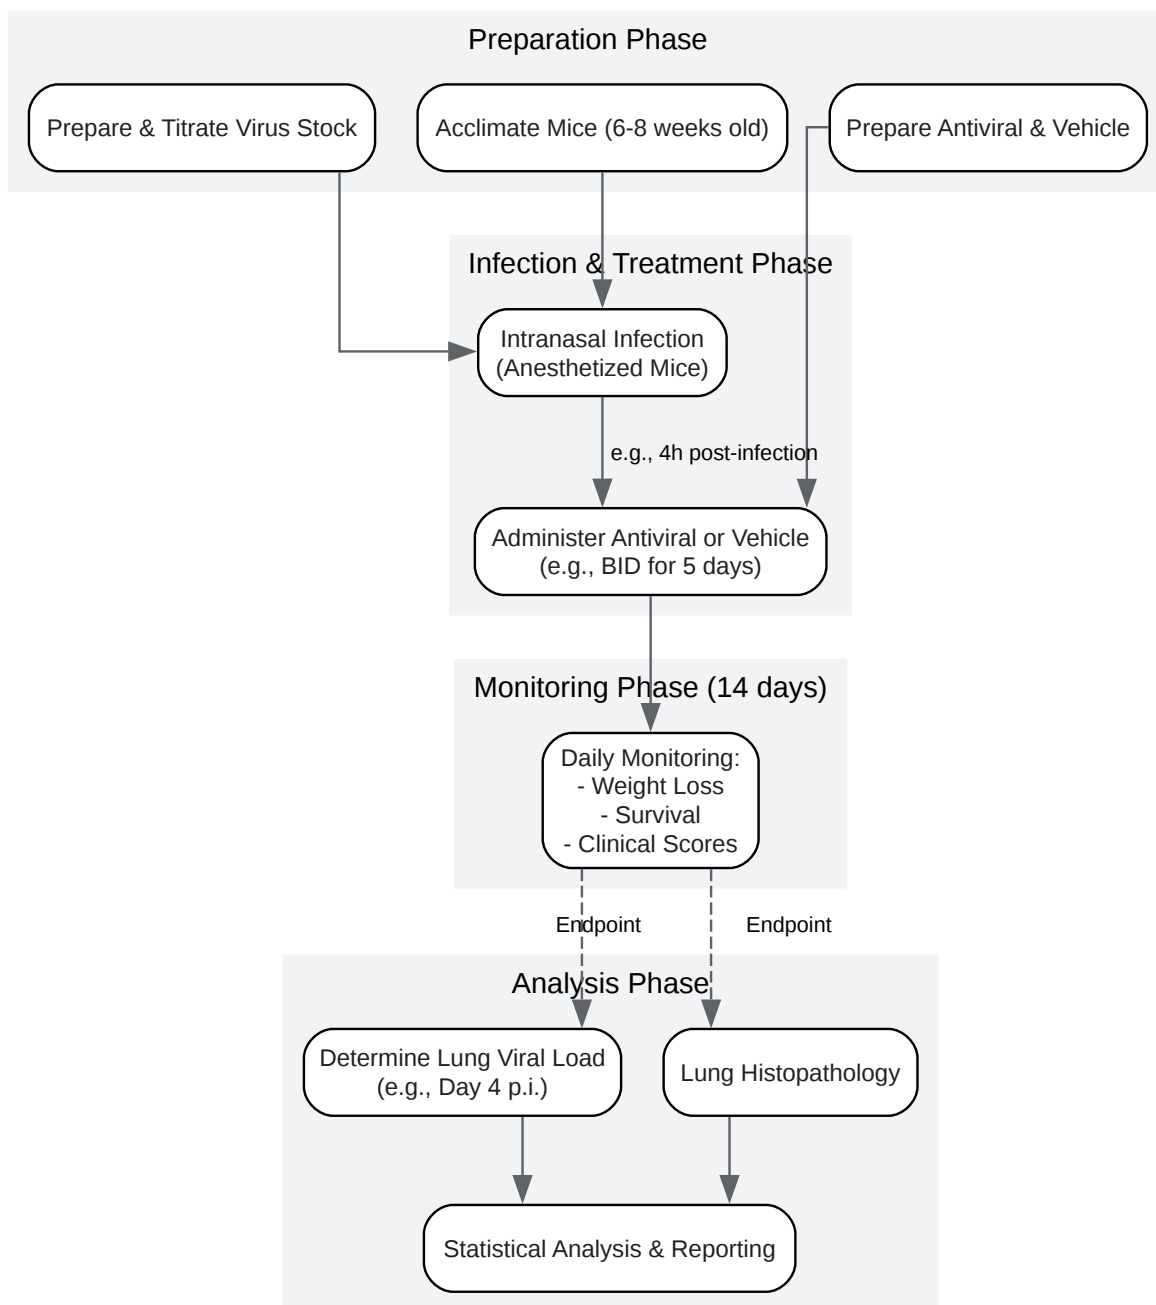 Preparation Phase
Prepare & Titrate Virus Stock
Acclimate Mice (6-8 weeks old)
Prepare Antiviral & Vehicle
Infection & Treatment Phase
Intranasal Infection
(Anesthetized Mice)
e.g., 4h post-infection
Administer Antiviral or Vehicle
(e.g., BID for 5 days)
Monitoring Phase (14 days)
Daily Monitoring:
- Weight Loss
- Survival
- Clinical Scores
Endpoint
Endpoint
Analysis Phase
Determine Lung Viral Load
(e.g., Day 4 p.i.)
Lung Histopathology
Statistical Analysis & Reporting